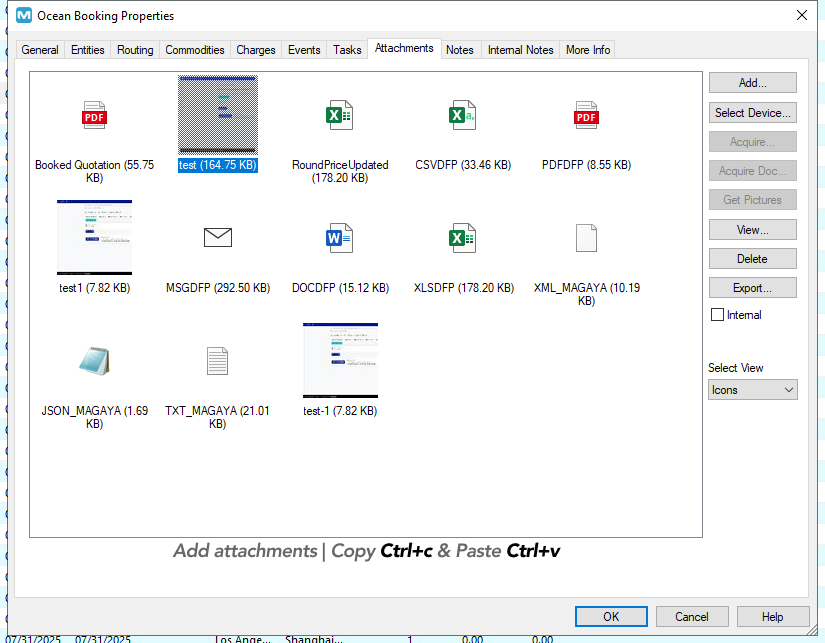 Ocean Booking Properties
General Entities Routing Commodities Charges Events Tasks Attachments Notes Internal Notes More Info
PDF
Booked Quotation (55.75 KB)
test (164.75 KB)
RoundPriceUpdated (178.20 KB)
CSVDFP (33.46 KB)
PDF
PDFDFP (8.55 KB)
test1 (7.82 KB)
MSGDFP (292.50 KB)
DOCDFP (15.12 KB)
XLSDFP (178.20 KB)
XML_MAGAYA (10.19 KB)
JSON_MAGAYA (1.69 KB)
TXT_MAGAYA (21.01 KB)
test-1 (7.82 KB)
Add...
Select Device...
Acquire...
Acquire Doc...
Get Pictures
View...
Delete
Export...
Internal
Select View
Icons
Add attachments | Copy Ctrl+c & Paste Ctrl+v
OK Cancel Help
07/31/2025 07/31/2025 Los Ange... Shanghai... 1 0.00 0.00